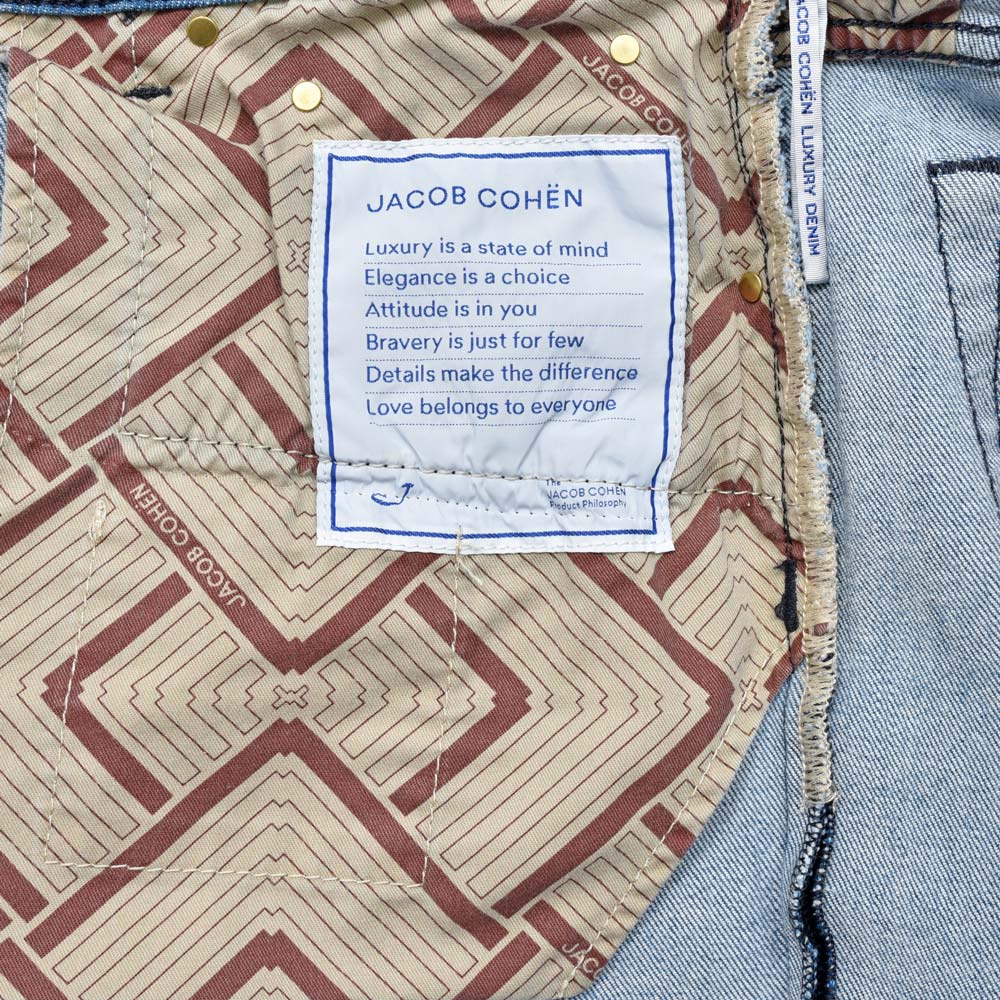 JACOB COHËN
Luxury is a state of mind
Elegance is a choice
Attitude is in you
Bravery is just for few
Details make the difference
Love belongs to everyone
J
The
JACOB COHËN
Product Philosophy
JACOB COHËN LUXURY DENIM
JACOB COH
JACOB COHËN
JAC